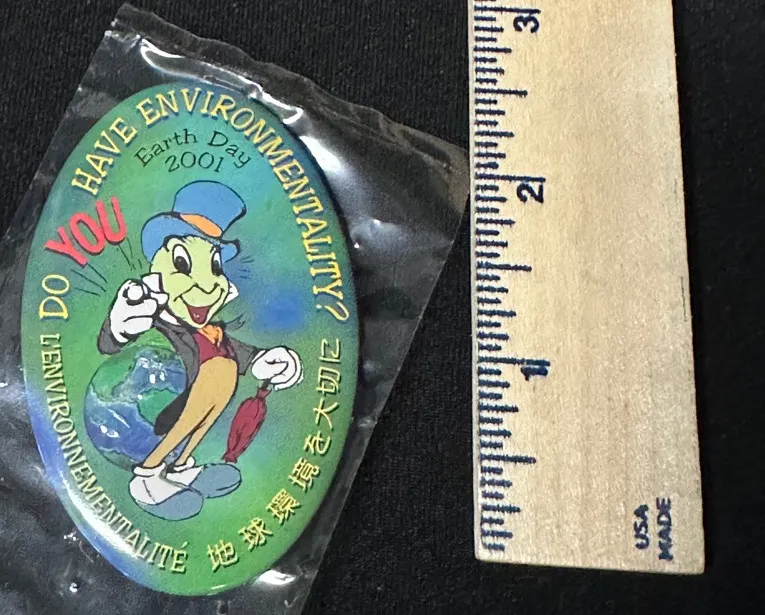 DO YOU HAVE ENVIRONMENTALITY?
Earth Day
2001
L'ENVIRONNEMENTALITÉ
地球環境を大切に
3
2
1
USA
MADE